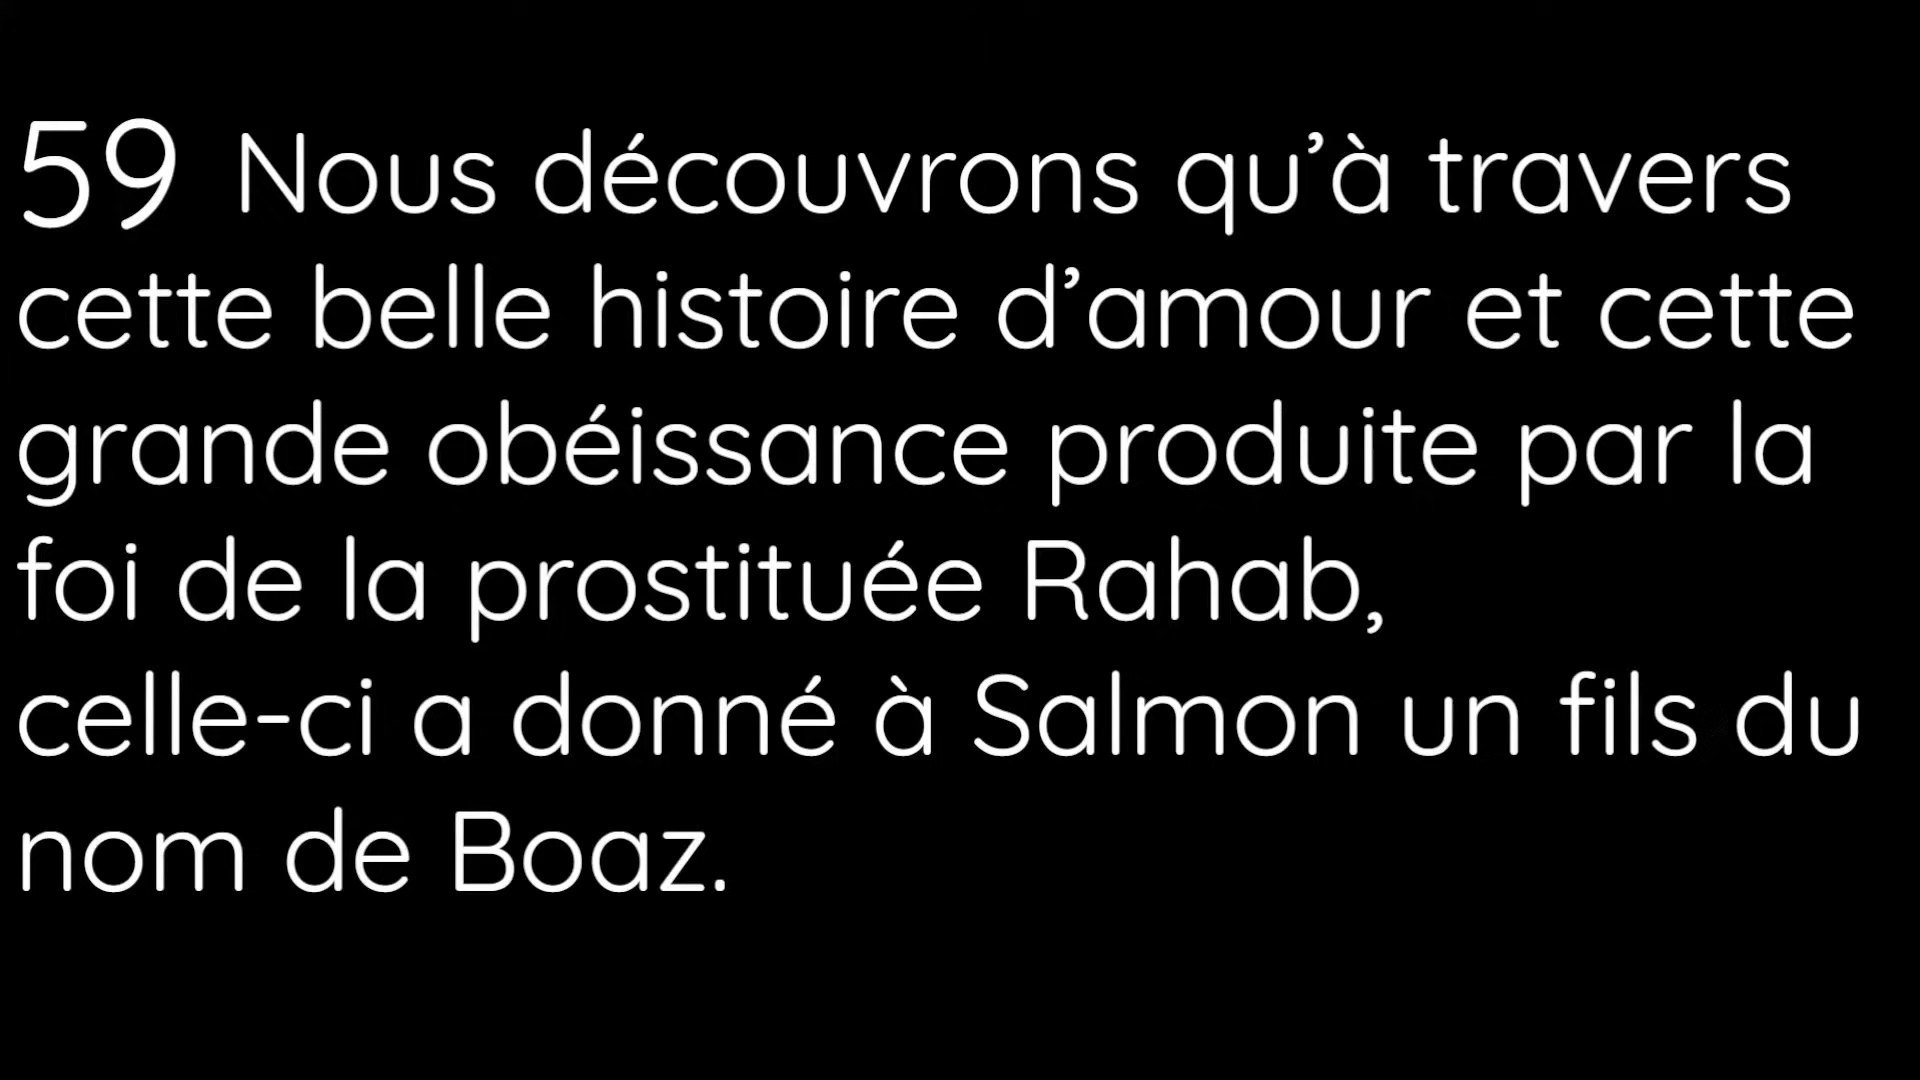 59 Nous découvrons qu’à travers
cette belle histoire d’amour et cette
grande obéissance produite par la
foi de la prostituée Rahab,
celle-ci a donné à Salmon un fils du
nom de Boaz.